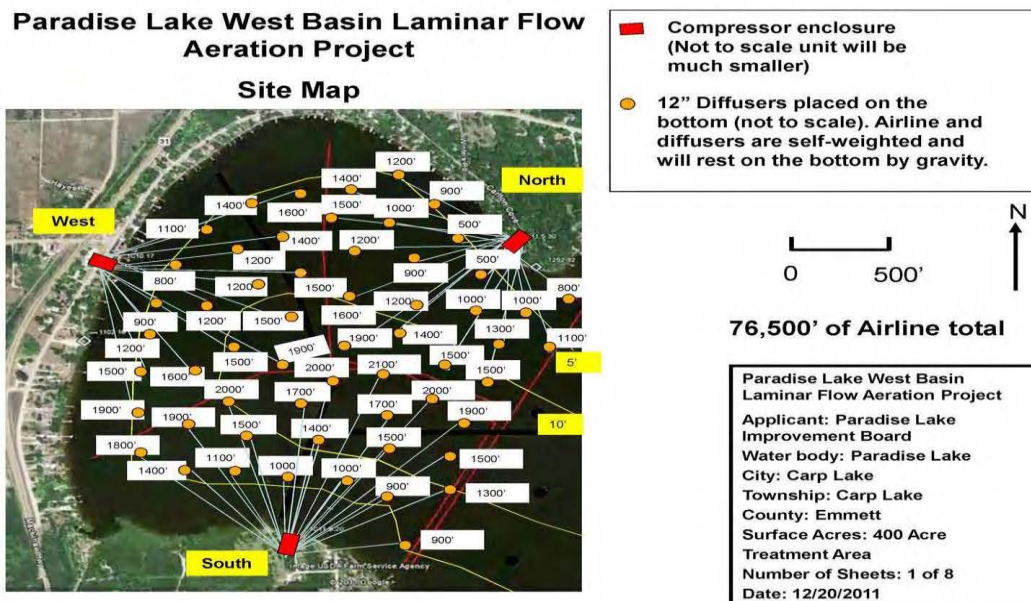 Paradise Lake West Basin Laminar Flow
Aeration Project
Site Map
Compressor enclosure
(Not to scale unit will be
much smaller)
12” Diffusers placed on the
bottom (not to scale). Airline and
diffusers are self-weighted and
will rest on the bottom by gravity.
N
0 500'
76,500' of Airline total
Paradise Lake West Basin
Laminar Flow Aeration Project
Applicant: Paradise Lake
Improvement Board
Water body: Paradise Lake
City: Carp Lake
Township: Carp Lake
County: Emmett
Surface Acres: 400 Acre
Treatment Area
Number of Sheets: 1 of 8
Date: 12/20/2011
31
North
West
South
1200'
1400'
900'
1400'
1600'
1500'
1000'
1100'
500'
1400'
1200'
1200'
500'
900'
800'
1200'
1500'
1200'
1000'
1000'
800'
900'
1200'
1500'
1600'
1900'
1400'
1300'
1100'
1200'
1900'
1500'
5'
1500'
1600'
1500'
2000'
2100'
1500'
2000'
1700'
2000'
1900'
1900'
1500'
1400'
1700'
1900'
10'
1800'
1500'
1400'
1100'
1000'
1000'
1500'
900'
1300'
900'
Image USDA Farm Service Agency